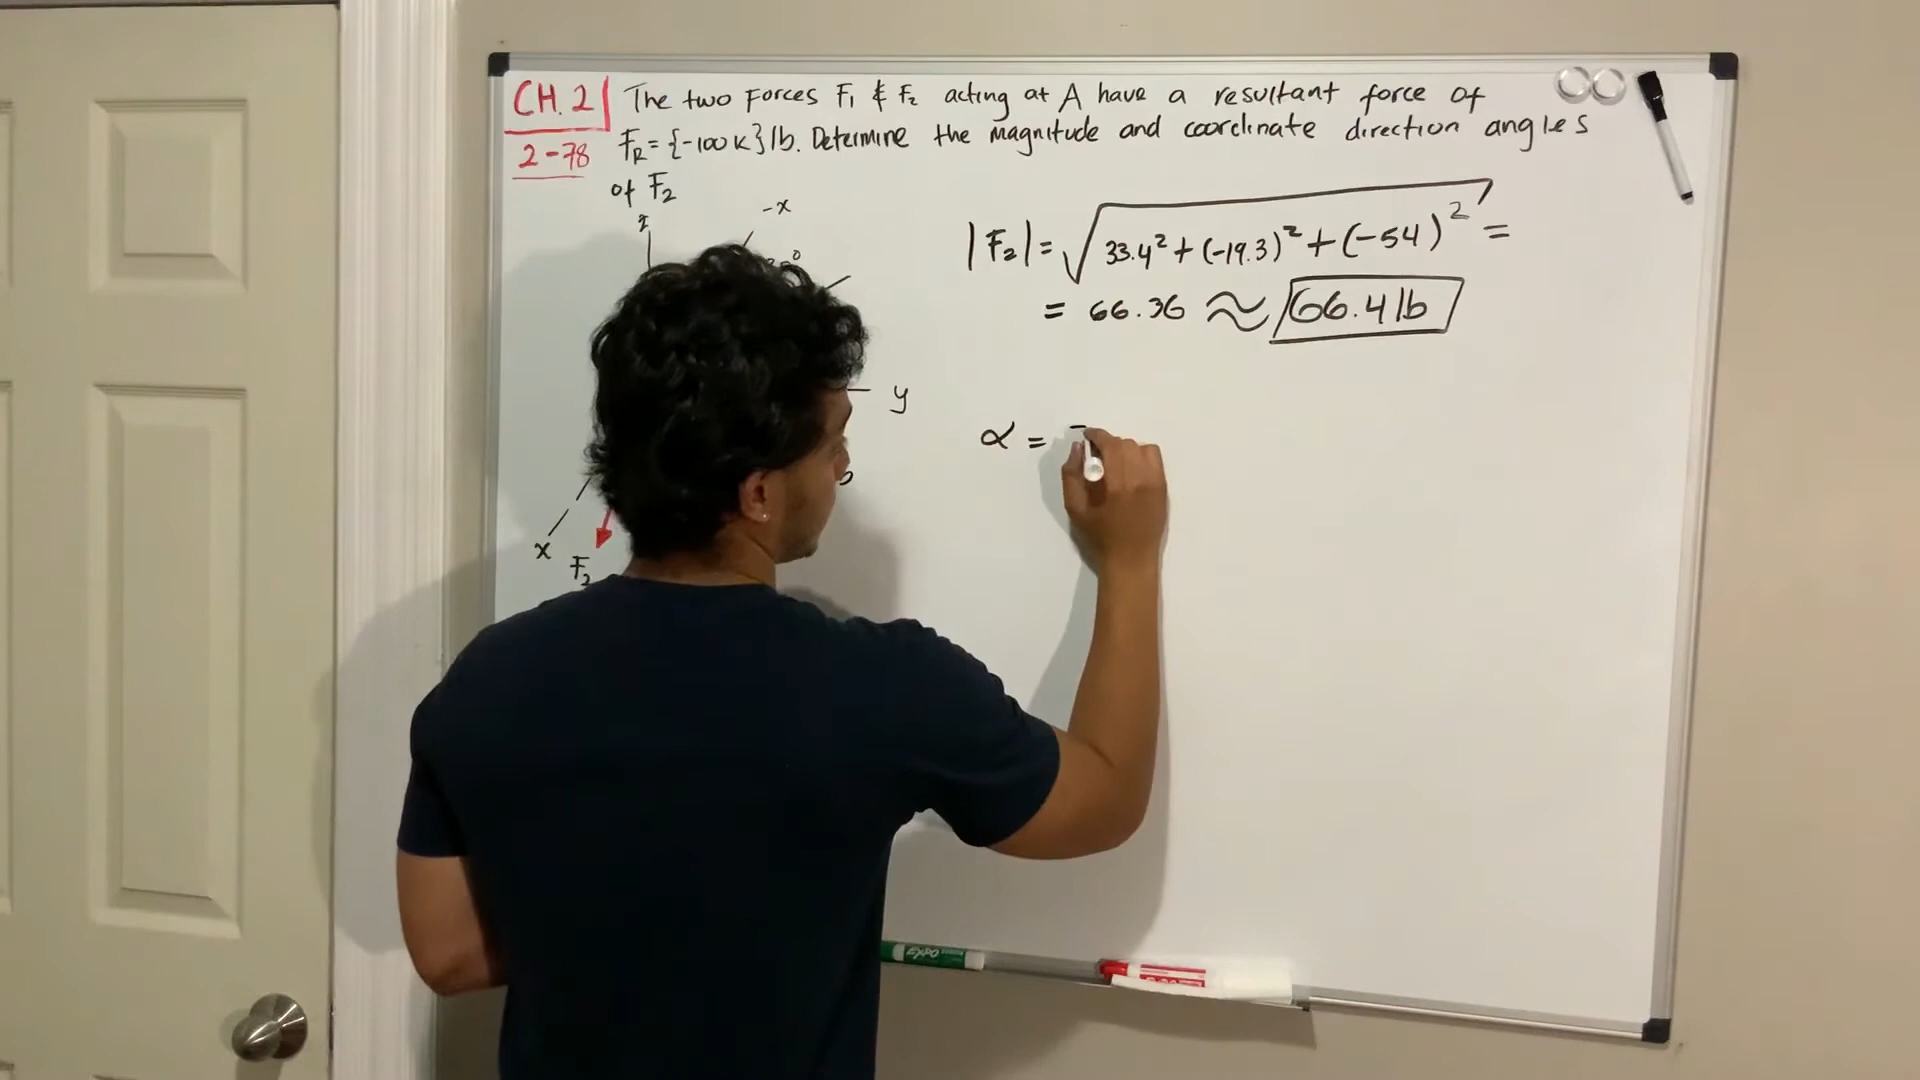 CH. 2
2-78
The two Forces F₁ & F₂ acting at A have a resultant force of
F_R = {-100 K} lb. Determine the magnitude and coordinate direction angles
of F₂
z
-x
y
x
F₂
|F₂| = √33.4² + (-19.3)² + (-54)² =
= 66.36 ≈ 66.4 lb
α =
EXPO